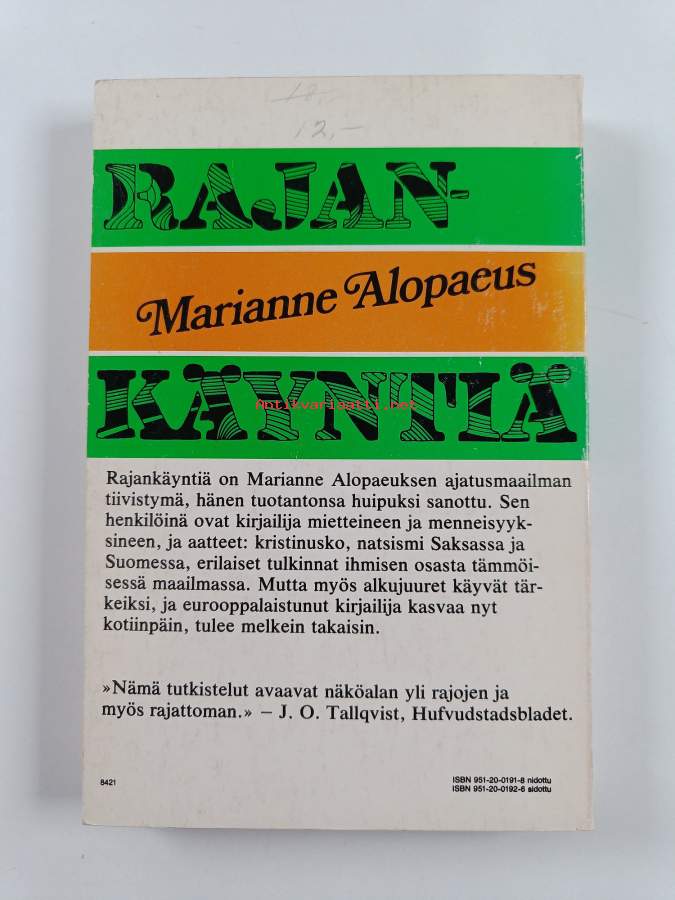 18,-
12,-
RAJAN-
Marianne Alopaeus
KÄYNTIÄ
Antikvariaatti.net
Rajankäyntiä on Marianne Alopaeuksen ajatusmaailman
tiivistymä, hänen tuotantonsa huipuksi sanottu. Sen
henkilöinä ovat kirjailija mietteineen ja menneisyyk-
sineen, ja aatteet: kristinusko, natsismi Saksassa ja
Suomessa, erilaiset tulkinnat ihmisen osasta tämmöi-
sessä maailmassa. Mutta myös alkujuuret käyvät tär-
keiksi, ja eurooppalaistunut kirjailija kasvaa nyt
kotiinpäin, tulee melkein takaisin.
»Nämä tutkistelut avaavat näköalan yli rajojen ja
myös rajattoman.» – J. O. Tallqvist, Hufvudstadsbladet.
8421
ISBN 951-20-0191-8 nidottu
ISBN 951-20-0192-6 sidottu